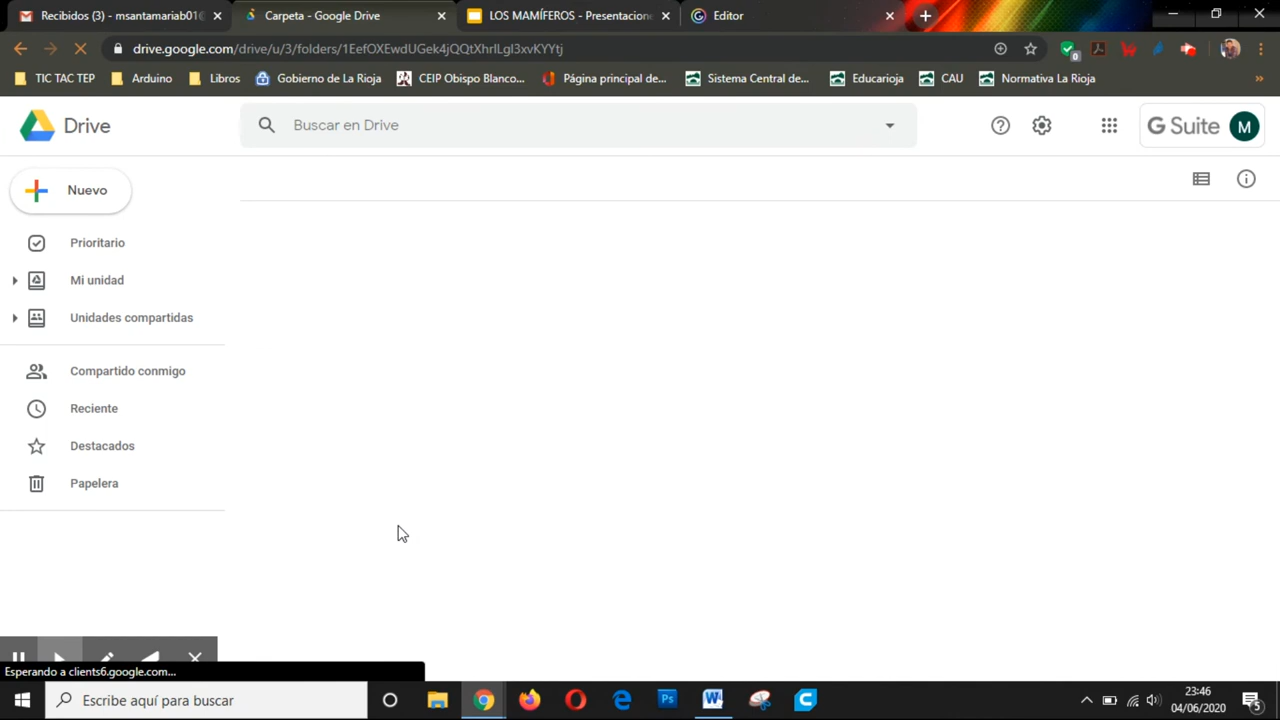 Recibidos (3) - msantamariab01@
Carpeta - Google Drive
LOS MAMÍFEROS - Presentacione
Editor
drive.google.com/drive/u/3/folders/1EefOXEwdUGek4jQQtXhrlLgl3xvKYYtj
TIC TAC TEP
Arduino
Libros
Gobierno de La Rioja
CEIP Obispo Blanco...
Página principal de...
Sistema Central de...
Educarioja
CAU
Normativa La Rioja
»
Drive
Buscar en Drive
G Suite
M
Nuevo
Prioritario
Mi unidad
Unidades compartidas
Compartido conmigo
Reciente
Destacados
Papelera
Esperando a clients6.google.com...
Escribe aquí para buscar
23:46
04/06/2020
5